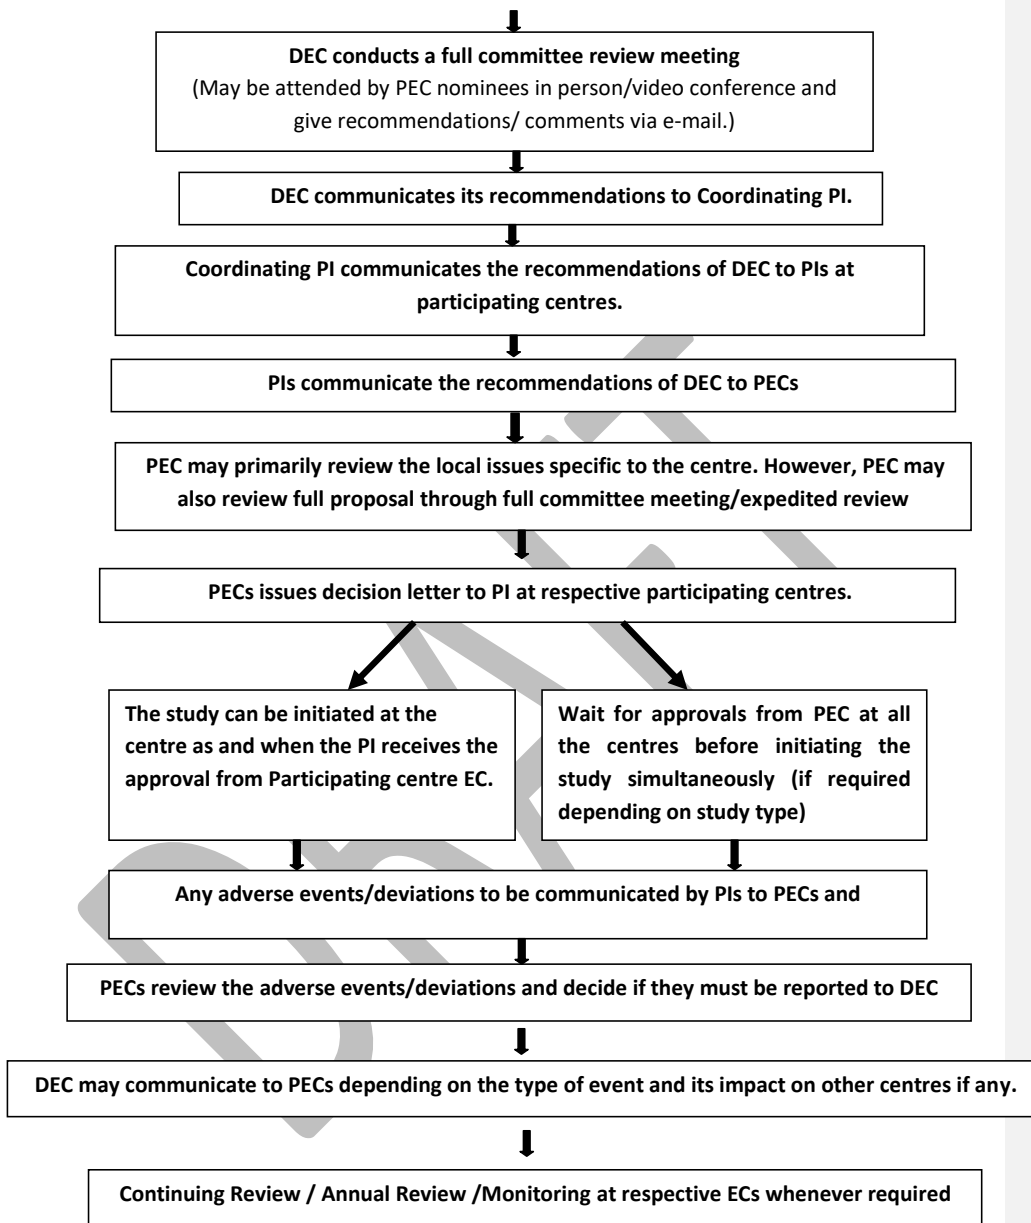 DEC conducts a full committee review meeting
(May be attended by PEC nominees in person/video conference and
give recommendations/ comments via e-mail.)
DEC communicates its recommendations to Coordinating PI.
Coordinating PI communicates the recommendations of DEC to PIs at
participating centres.
PIs communicate the recommendations of DEC to PECs
PEC may primarily review the local issues specific to the centre. However, PEC may
also review full proposal through full committee meeting/expedited review
PECs issues decision letter to PI at respective participating centres.
The study can be initiated at the
centre as and when the PI receives the
approval from Participating centre EC.
Wait for approvals from PEC at all
the centres before initiating the
study simultaneously (if required
depending on study type)
Any adverse events/deviations to be communicated by PIs to PECs and
PECs review the adverse events/deviations and decide if they must be reported to DEC
DEC may communicate to PECs depending on the type of event and its impact on other centres if any.
Continuing Review / Annual Review /Monitoring at respective ECs whenever required
DRAFT